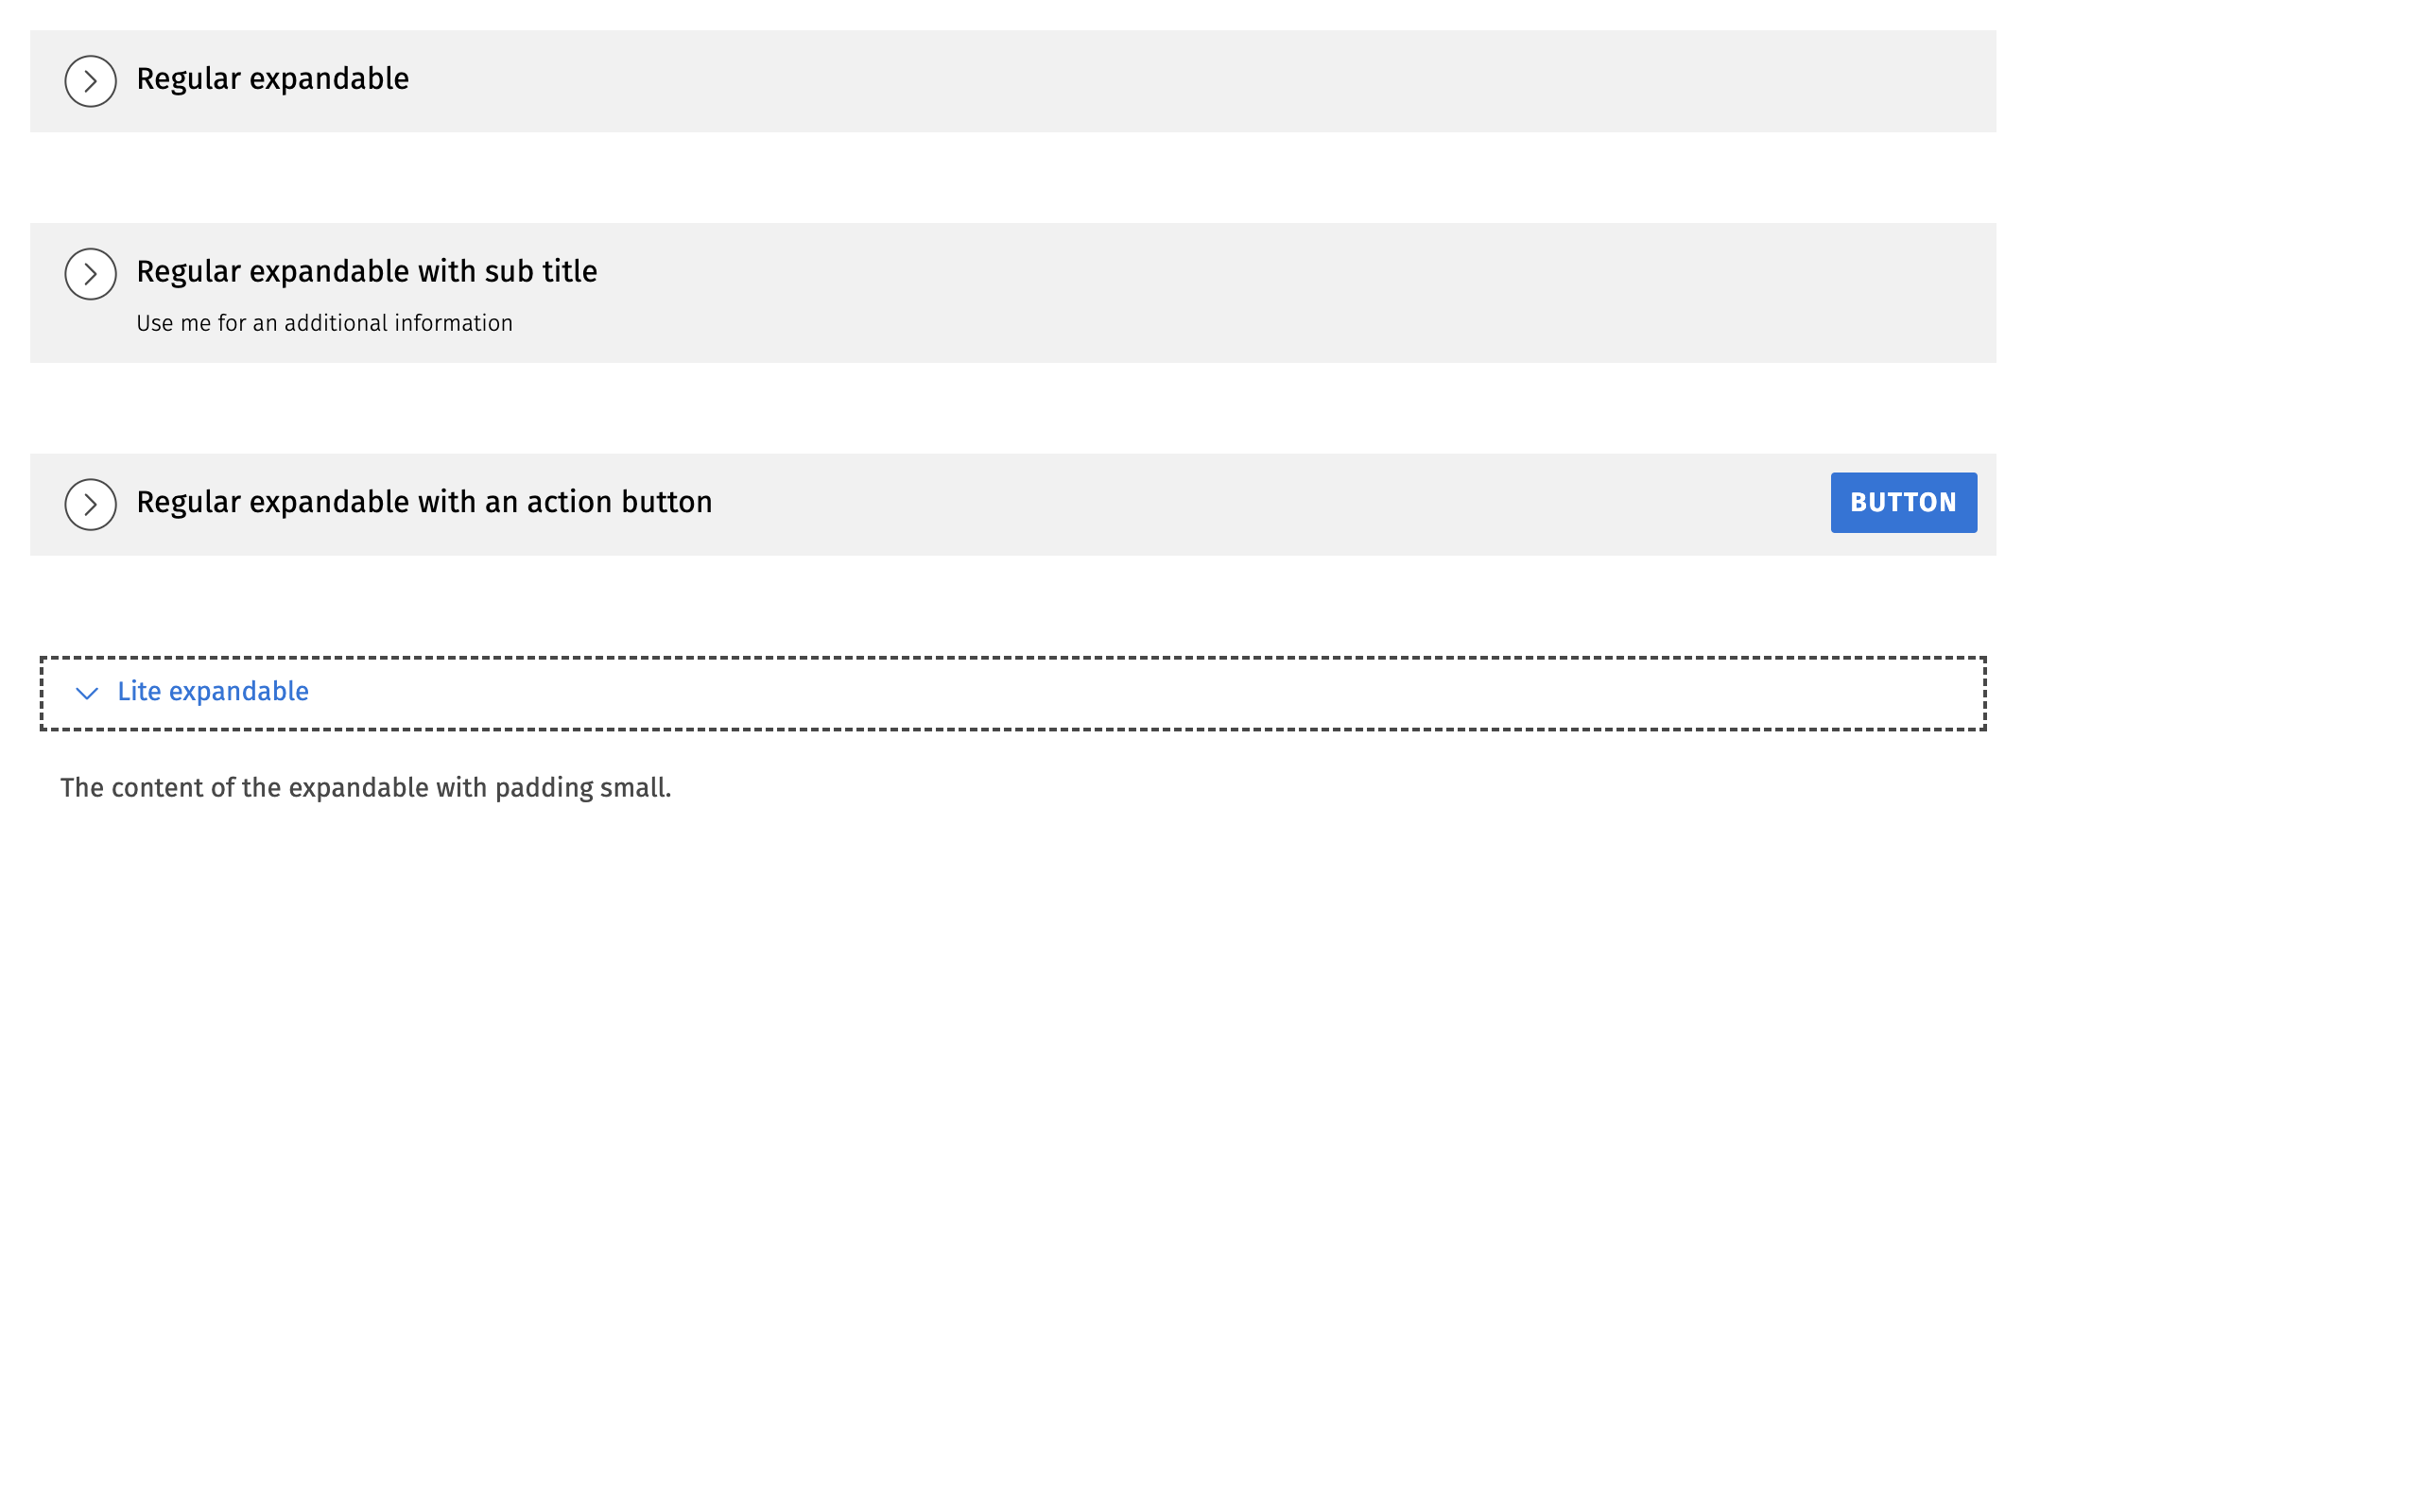 Regular expandable
Regular expandable with sub title
Use me for an additional information
Regular expandable with an action button
BUTTON
Lite expandable
The content of the expandable with padding small.